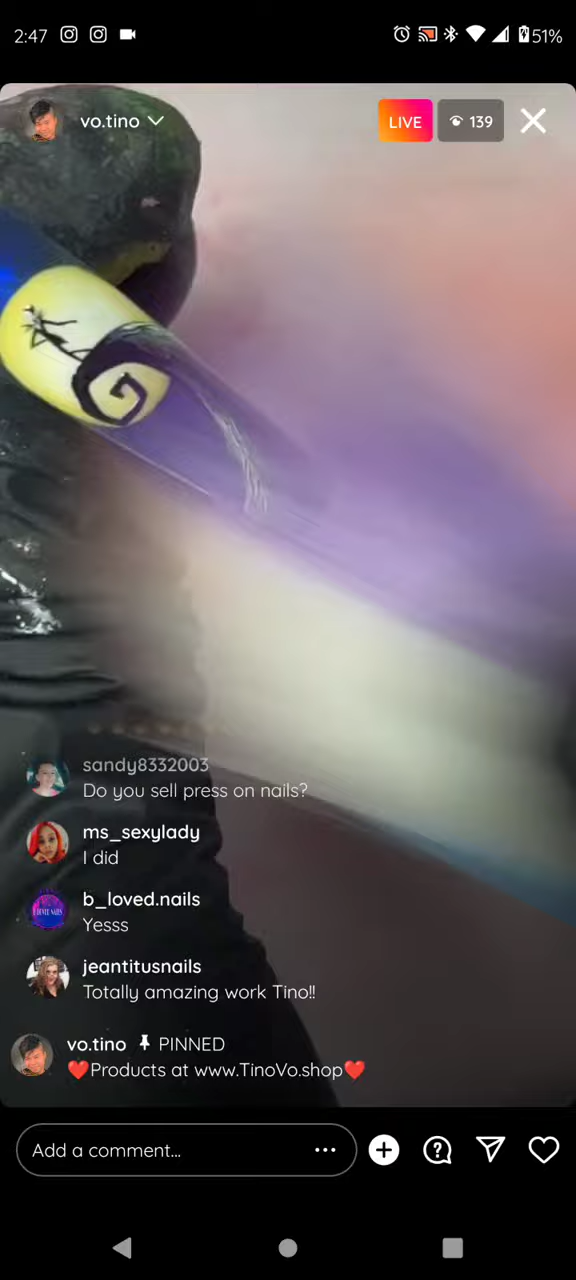 2:47 51%
vo.tino LIVE 139
sandy8332003
Do you sell press on nails?
ms_sexylady
I did
b_loved.nails
Yesss
jeantitusnails
Totally amazing work Tino!!
vo.tino PINNED
❤️Products at www.TinoVo.shop❤️
Add a comment...